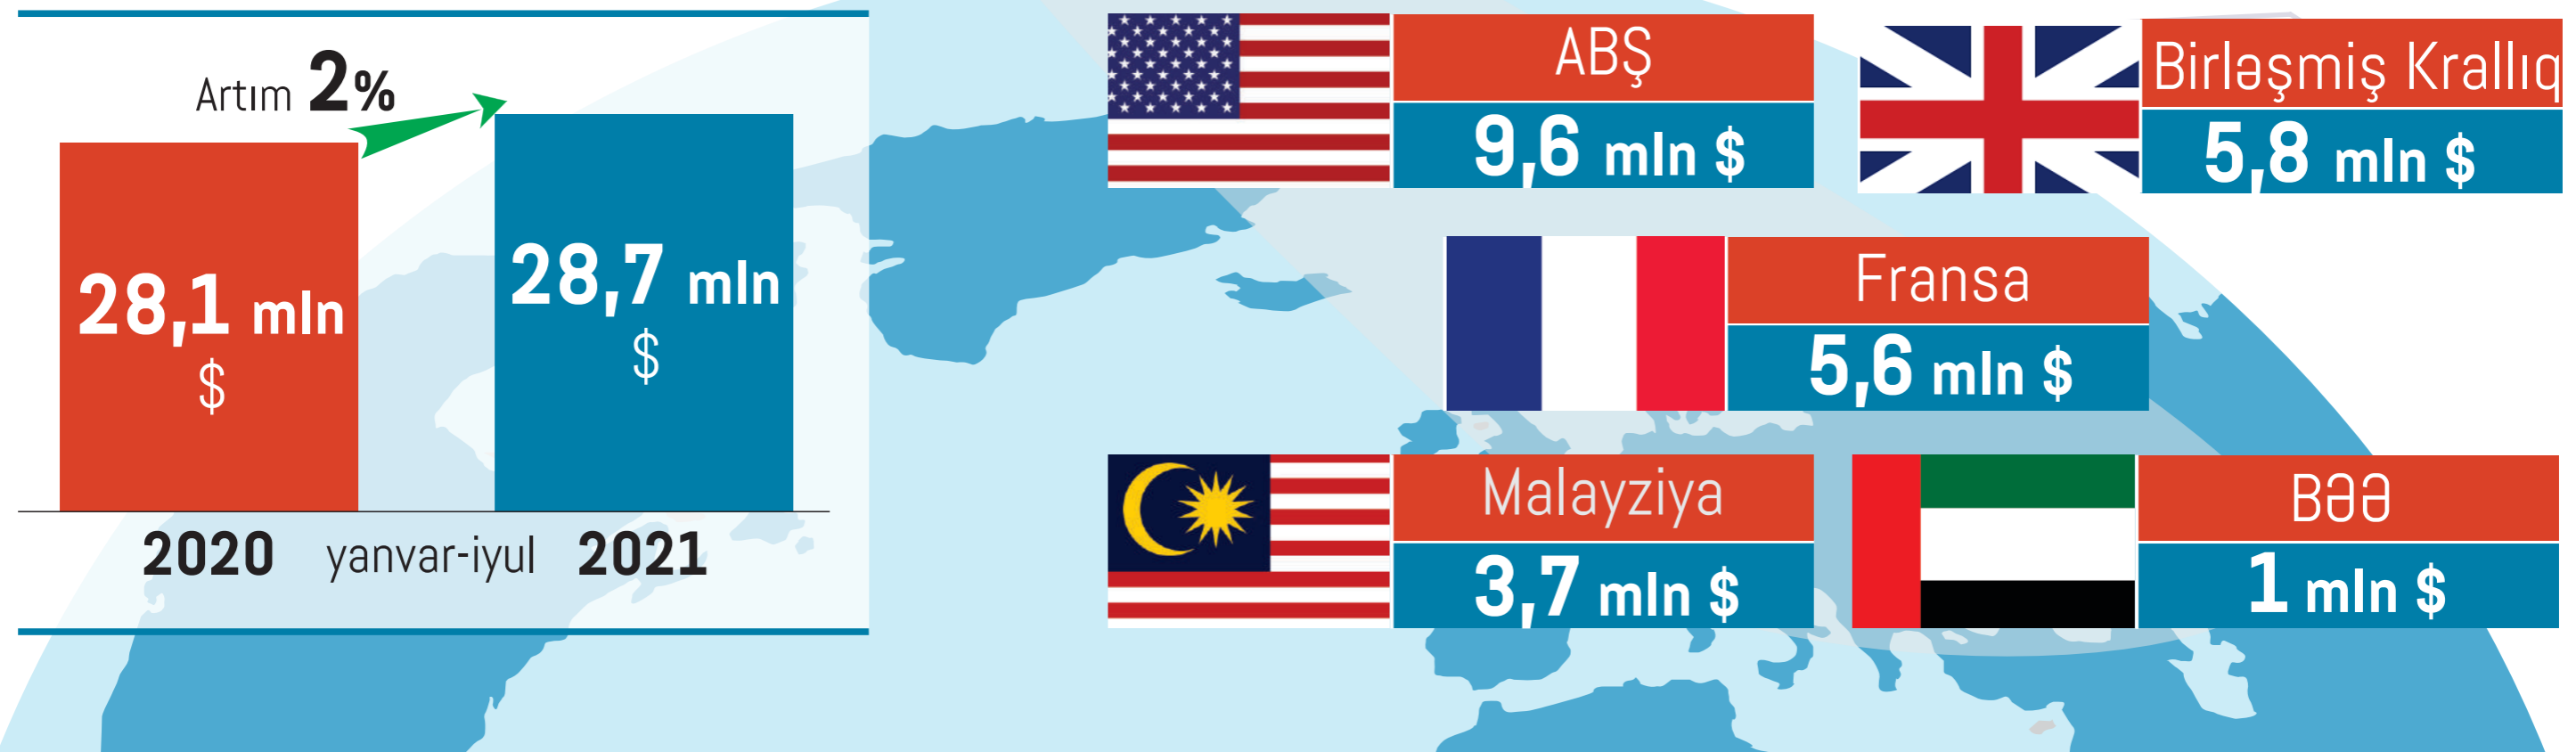 Artım 2%
28,1 mln
$
28,7 mln
$
2020 yanvar-iyul 2021
ABŞ
9,6 mln $
Birləşmiş Krallıq
5,8 mln $
Fransa
5,6 mln $
Malayziya
3,7 mln $
BƏƏ
1 mln $